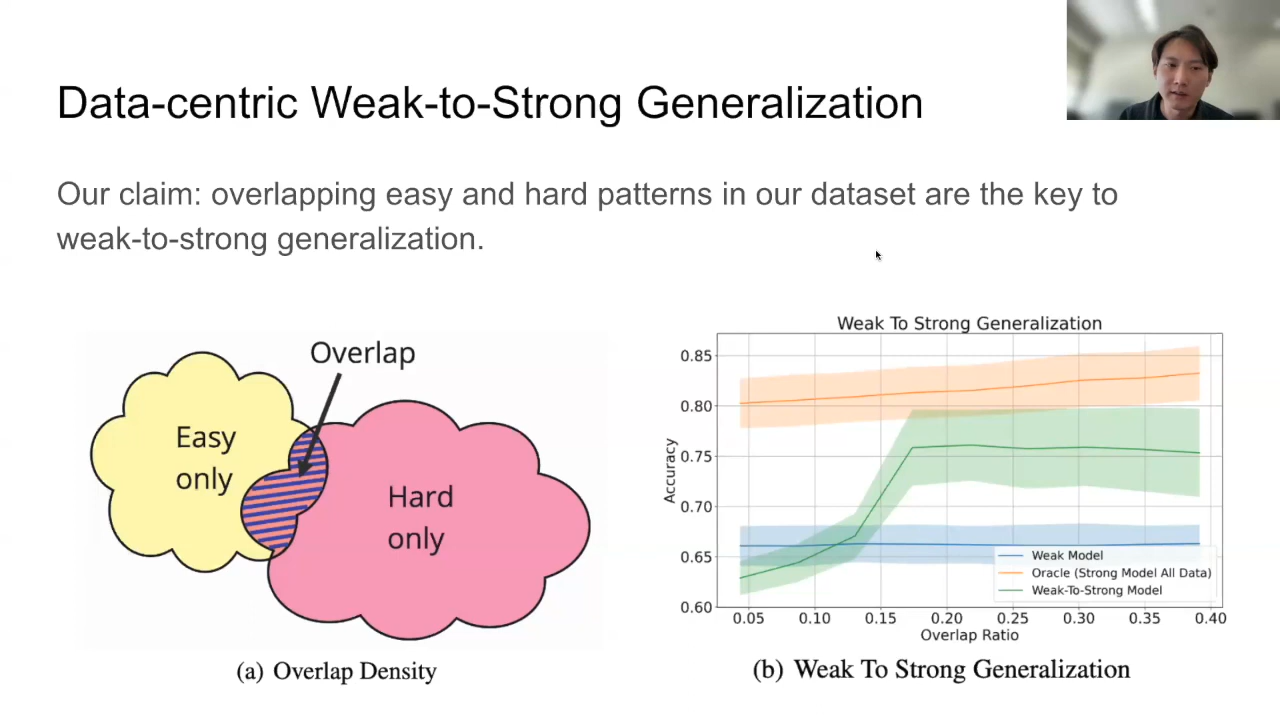 Data-centric Weak-to-Strong Generalization
Our claim: overlapping easy and hard patterns in our dataset are the key to
weak-to-strong generalization.
Overlap
Easy
only
Hard
only
(a) Overlap Density
Weak To Strong Generalization
Accuracy
0.85
0.80
0.75
0.70
0.65
0.60
Weak Model
Oracle (Strong Model All Data)
Weak-To-Strong Model
0.05 0.10 0.15 0.20 0.25 0.30 0.35 0.40
Overlap Ratio
(b) Weak To Strong Generalization